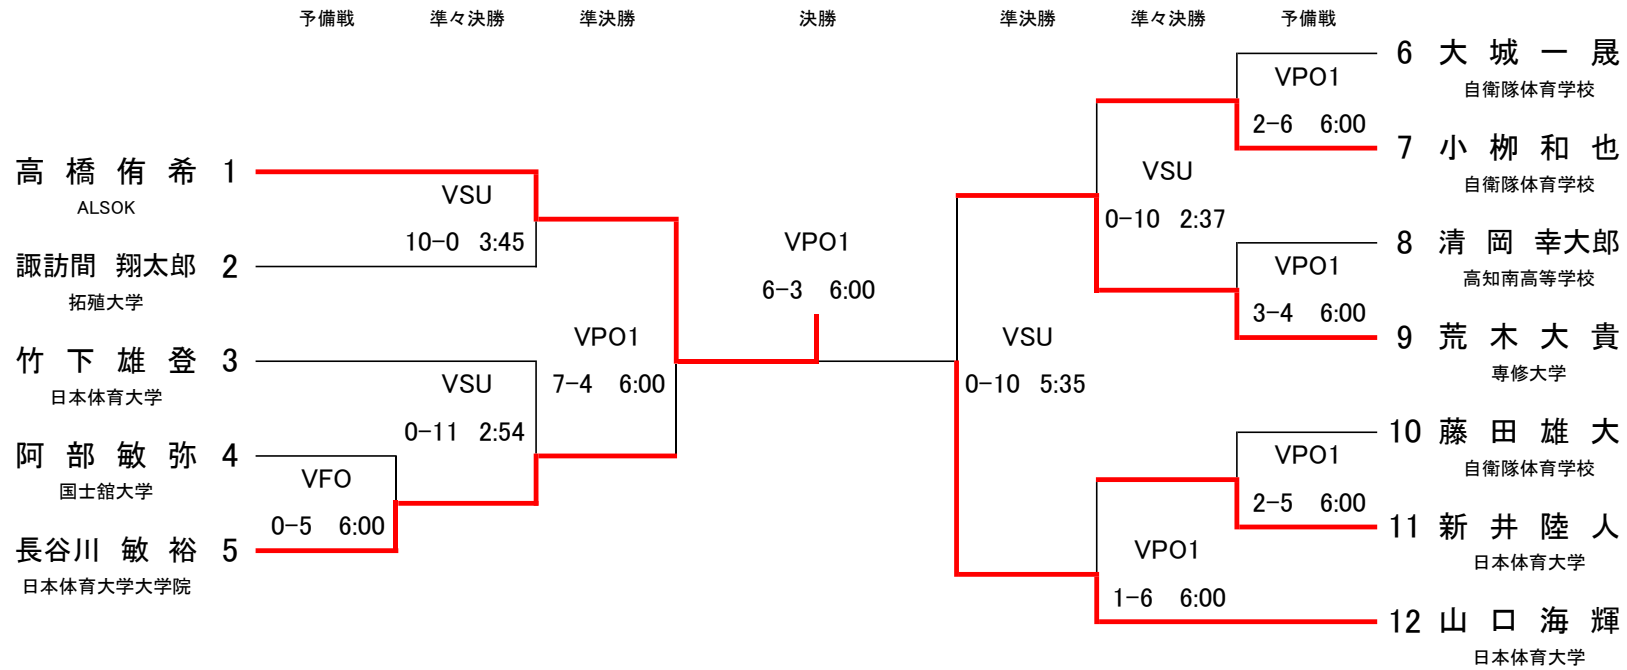 予備戦 準々決勝 準決勝 決勝 準決勝 準々決勝 予備戦
高橋侑希 1
ALSOK
諏訪間 翔太郎 2
拓殖大学
竹下雄登 3
日本体育大学
阿部敏弥 4
国士舘大学
長谷川 敏裕 5
日本体育大学大学院
VSU
10-0 3:45
VSU
0-11 2:54
VFO
0-5 6:00
VPO1
7-4 6:00
VPO1
6-3 6:00
VSU
0-10 5:35
VSU
0-10 2:37
VPO1
1-6 6:00
VPO1
2-6 6:00
VPO1
3-4 6:00
VPO1
2-5 6:00
6 大城一晟
自衛隊体育学校
7 小栁和也
自衛隊体育学校
8 清岡 幸大郎
高知南高等学校
9 荒木大貴
専修大学
10 藤田雄大
自衛隊体育学校
11 新井陸人
日本体育大学
12 山口海輝
日本体育大学